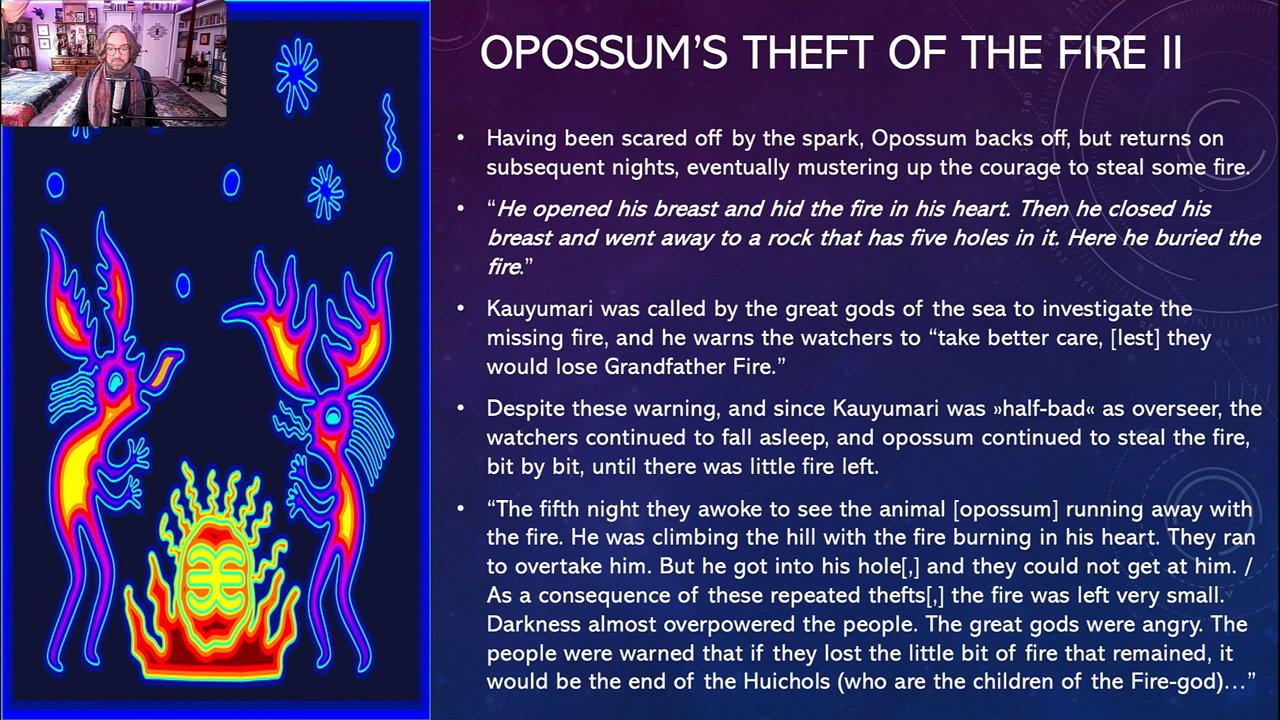 OPOSSUM'S THEFT OF THE FIRE II
• Having been scared off by the spark, Opossum backs off, but returns on
subsequent nights, eventually mustering up the courage to steal some fire.
• “He opened his breast and hid the fire in his heart. Then he closed his
breast and went away to a rock that has five holes in it. Here he buried the
fire.”
• Kauyumari was called by the great gods of the sea to investigate the
missing fire, and he warns the watchers to “take better care, [lest] they
would lose Grandfather Fire.”
• Despite these warning, and since Kauyumari was »half-bad« as overseer, the
watchers continued to fall asleep, and opossum continued to steal the fire,
bit by bit, until there was little fire left.
• “The fifth night they awoke to see the animal [opossum] running away with
the fire. He was climbing the hill with the fire burning in his heart. They ran
to overtake him. But he got into his hole[,] and they could not get at him. /
As a consequence of these repeated thefts[,] the fire was left very small.
Darkness almost overpowered the people. The great gods were angry. The
people were warned that if they lost the little bit of fire that remained, it
would be the end of the Huichols (who are the children of the Fire-god)…”